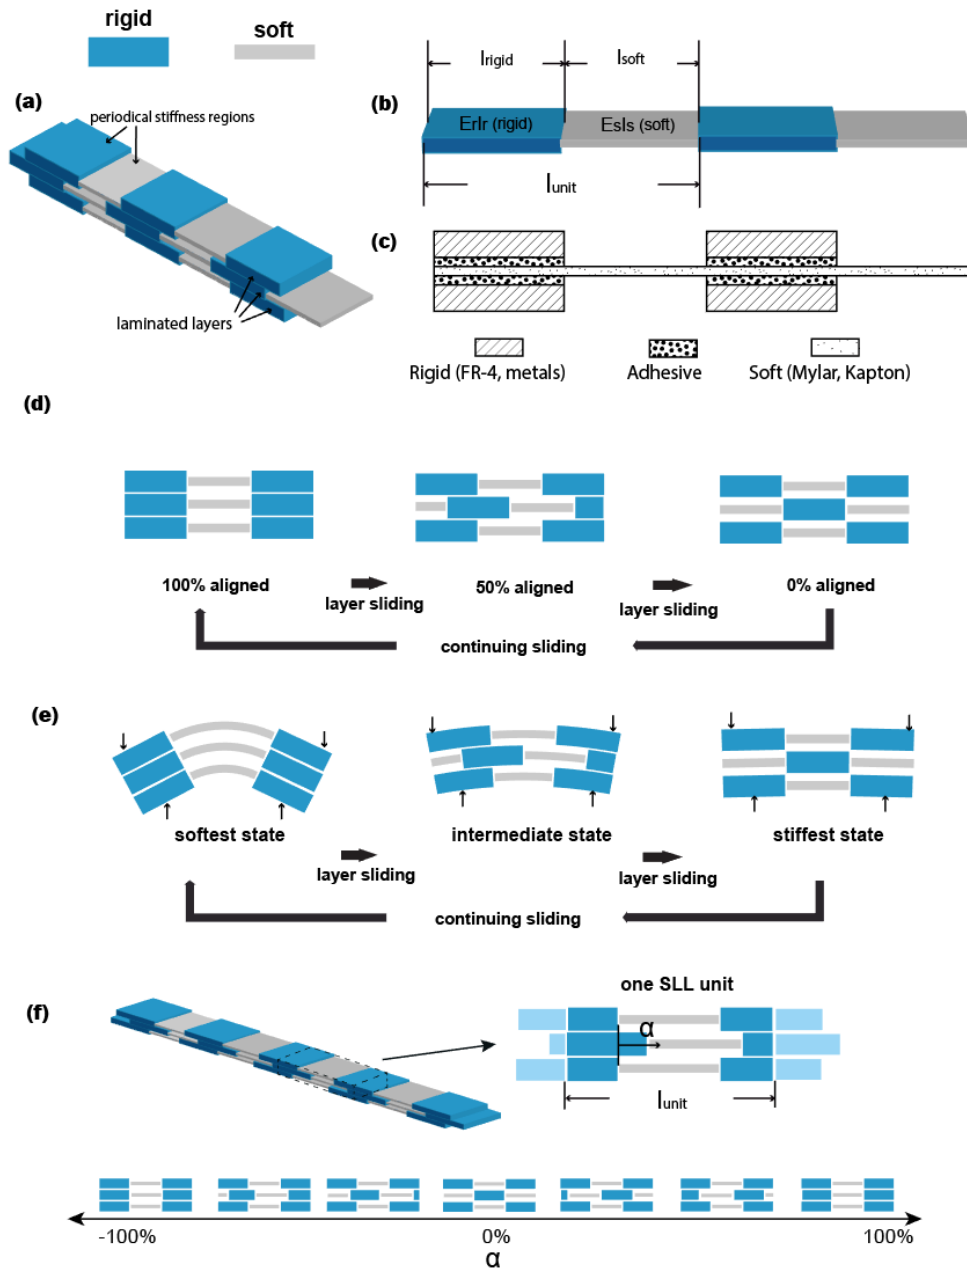 rigid
soft
(a)
periodical stiffness regions
laminated layers
(b)
lrigid
lsoft
ErIr (rigid)
EsIs (soft)
lunit
(c)
Rigid (FR-4, metals)
Adhesive
Soft (Mylar, Kapton)
(d)
100% aligned
layer sliding
50% aligned
layer sliding
0% aligned
continuing sliding
(e)
softest state
layer sliding
intermediate state
layer sliding
stiffest state
continuing sliding
(f)
one SLL unit
α
lunit
-100%
0%
100%
α